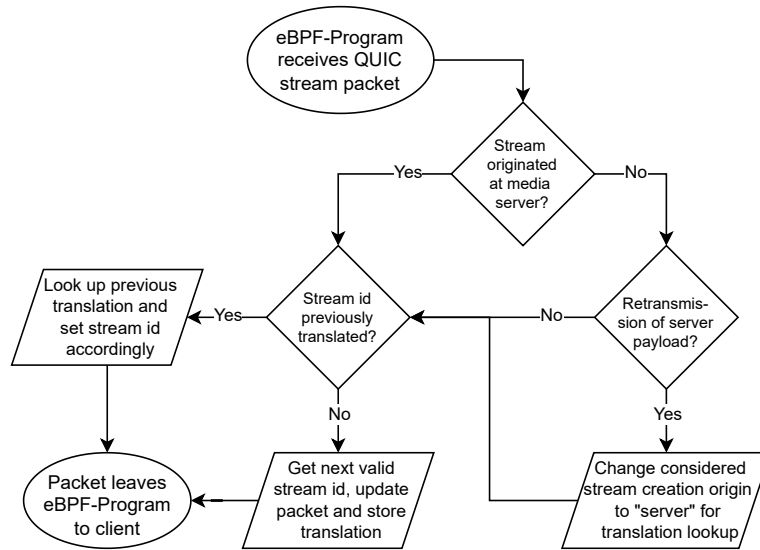 eBPF-Program
receives QUIC
stream packet
Stream
originated
at media
server?
Yes
No
Look up previous
translation and
set stream id
accordingly
Yes
Stream id
previously
translated?
No
Retransmis-
sion of server
payload?
No
Yes
Packet leaves
eBPF-Program
to client
Get next valid
stream id, update
packet and store
translation
Change considered
stream creation origin
to "server" for
translation lookup